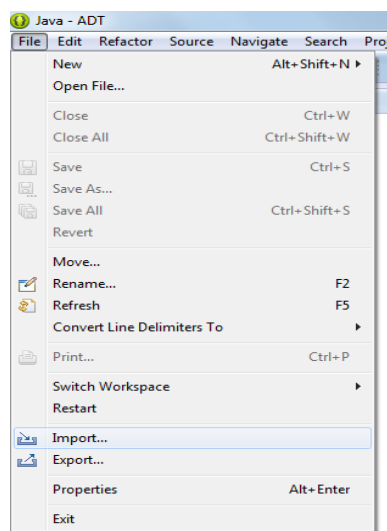 Java - ADT
File Edit Refactor Source Navigate Search Proj
New Alt+Shift+N
Open File...
Close Ctrl+W
Close All Ctrl+Shift+W
Save Ctrl+S
Save As...
Save All Ctrl+Shift+S
Revert
Move...
Rename... F2
Refresh F5
Convert Line Delimiters To
Print... Ctrl+P
Switch Workspace
Restart
Import...
Export...
Properties Alt+Enter
Exit